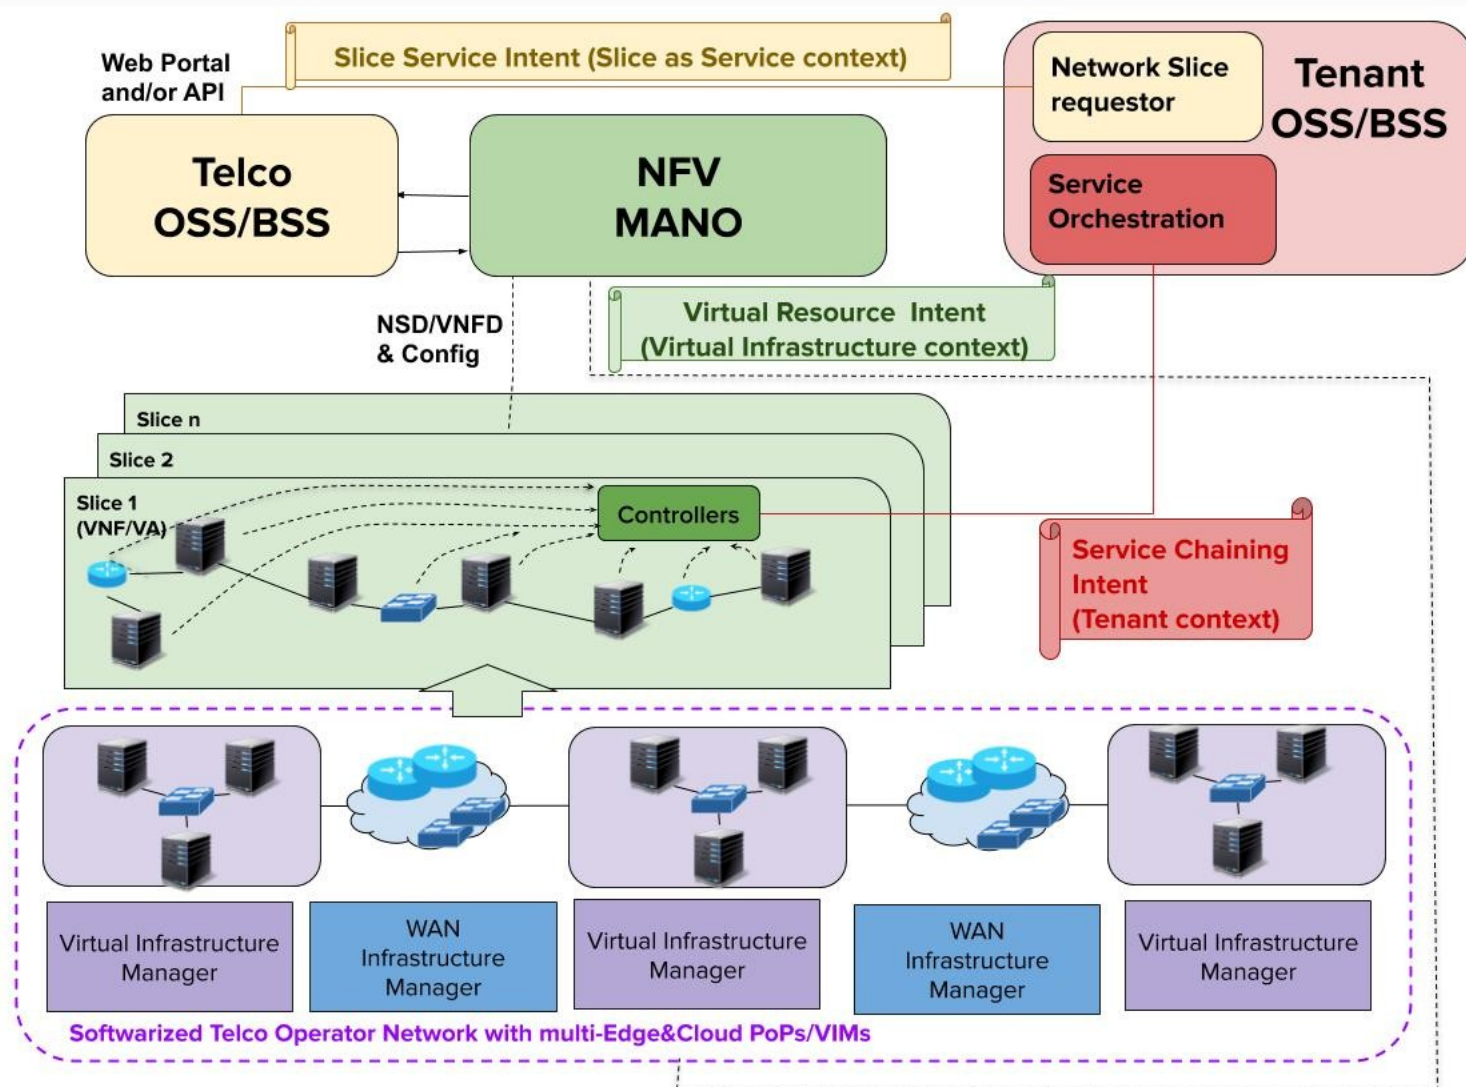 Slice Service Intent (Slice as Service context)
Web Portal
and/or API
Network Slice
requestor
Tenant
OSS/BSS
Telco
OSS/BSS
NFV
MANO
Service
Orchestration
Virtual Resource Intent
(Virtual Infrastructure context)
NSD/VNFD
& Config
Slice n
Slice 2
Slice 1
(VNF/VA)
Controllers
Service Chaining
Intent
(Tenant context)
Virtual Infrastructure
Manager
WAN
Infrastructure
Manager
Virtual Infrastructure
Manager
WAN
Infrastructure
Manager
Virtual Infrastructure
Manager
Softwarized Telco Operator Network with multi-Edge&Cloud PoPs/VIMs